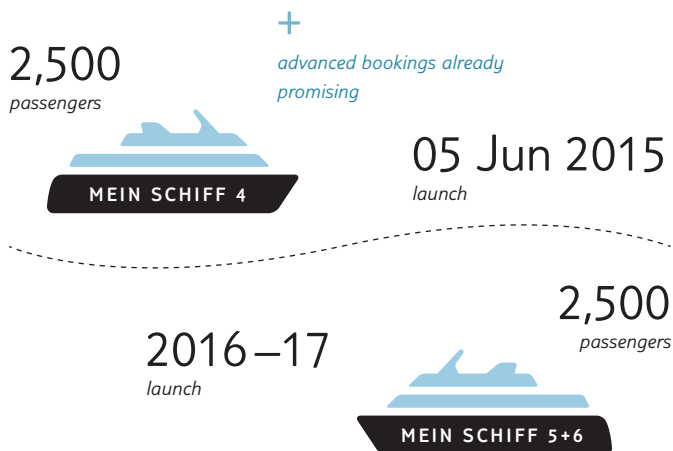 +
advanced bookings already
promising
2,500
passengers
MEIN SCHIFF 4
05 Jun 2015
launch
2,500
passengers
2016–17
launch
MEIN SCHIFF 5+6